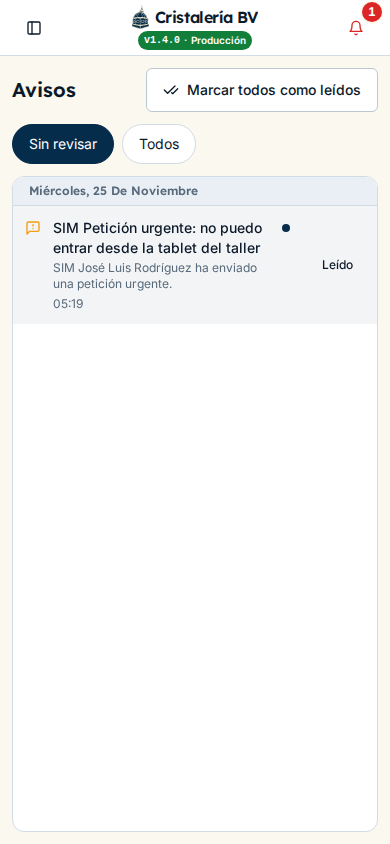 Cristalería BV
v1.4.0 · Producción
1
Avisos
Marcar todos como leídos
Sin revisar
Todos
Miércoles, 25 De Noviembre
SIM Petición urgente: no puedo
entrar desde la tablet del taller
SIM José Luis Rodríguez ha enviado
una petición urgente.
05:19
Leído